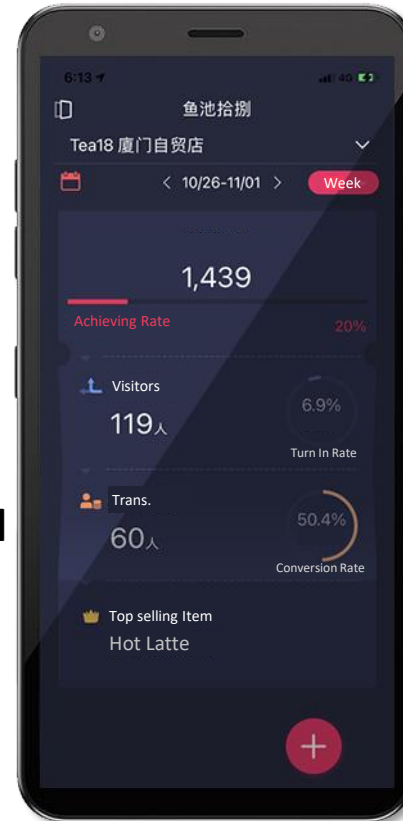 6:13
4G
鱼池拾捌
Tea18 厦门自贸店
< 10/26-11/01 >
Week
1,439
Achieving Rate
20%
Visitors
119人
6.9%
Turn In Rate
Trans.
60人
50.4%
Conversion Rate
Top selling Item
Hot Latte
+